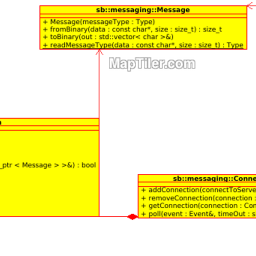 sb::messaging::Message
+ Message(messageType : Type)
+ fromBinary(data : const char*, size : size_t) : size_t
+ toBinary(out : std::vector< char >&)
+ readMessageType(data : const char*, size : size_t) : Type
MapTiler.com
_ptr < Message > >&) : bool
sb::messaging::Conne
+ addConnection(connectToServe
+ removeConnection(connection :
+ getConnection(connection : Con
+ poll(event : Event&, timeOut : s